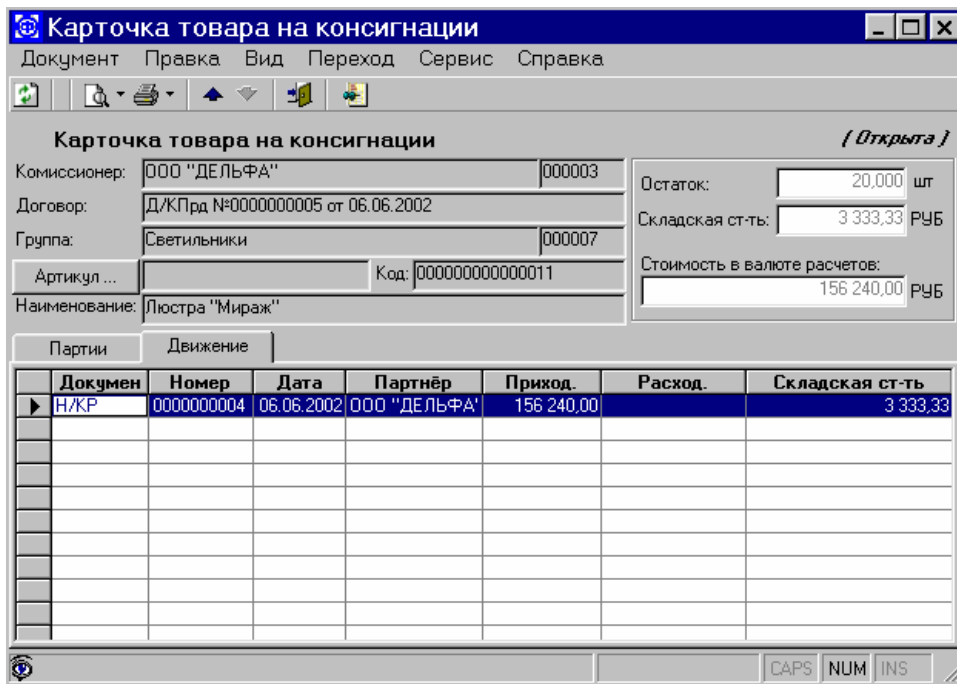 Карточка товара на консигнации
Документ Правка Вид Переход Сервис Справка
Карточка товара на консигнации
( Открыта )
Комиссионер: ООО "ДЕЛЬФА" 000003
Договор: Д/КПрд №0000000005 от 06.06.2002
Группа: Светильники 000007
Артикул ... Код: 000000000000011
Наименование: Люстра "Мираж"
Остаток: 20,000 шт
Складская ст-ть: 3 333,33 РУБ
Стоимость в валюте расчетов:
156 240,00 РУБ
Партии Движение
Докумен Номер Дата Партнёр Приход. Расход. Складская ст-ть
Н/КР 0000000004 06.06.2002 ООО "ДЕЛЬФА" 156 240,00 3 333,33
CAPS NUM INS